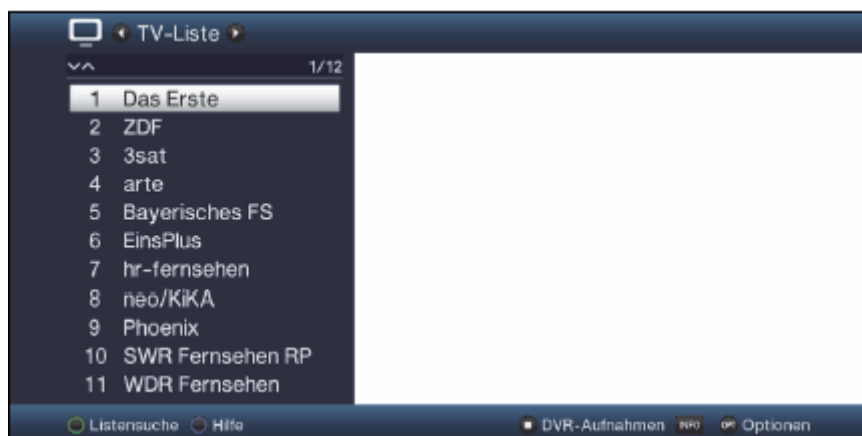 TV-Liste
1/12
1 Das Erste
2 ZDF
3 3sat
4 arte
5 Bayerisches FS
6 EinsPlus
7 hr-fernsehen
8 neo/KiKA
9 Phoenix
10 SWR Fernsehen RP
11 WDR Fernsehen
Listensuche Hilfe DVR-Aufnahmen INFO OPT Optionen